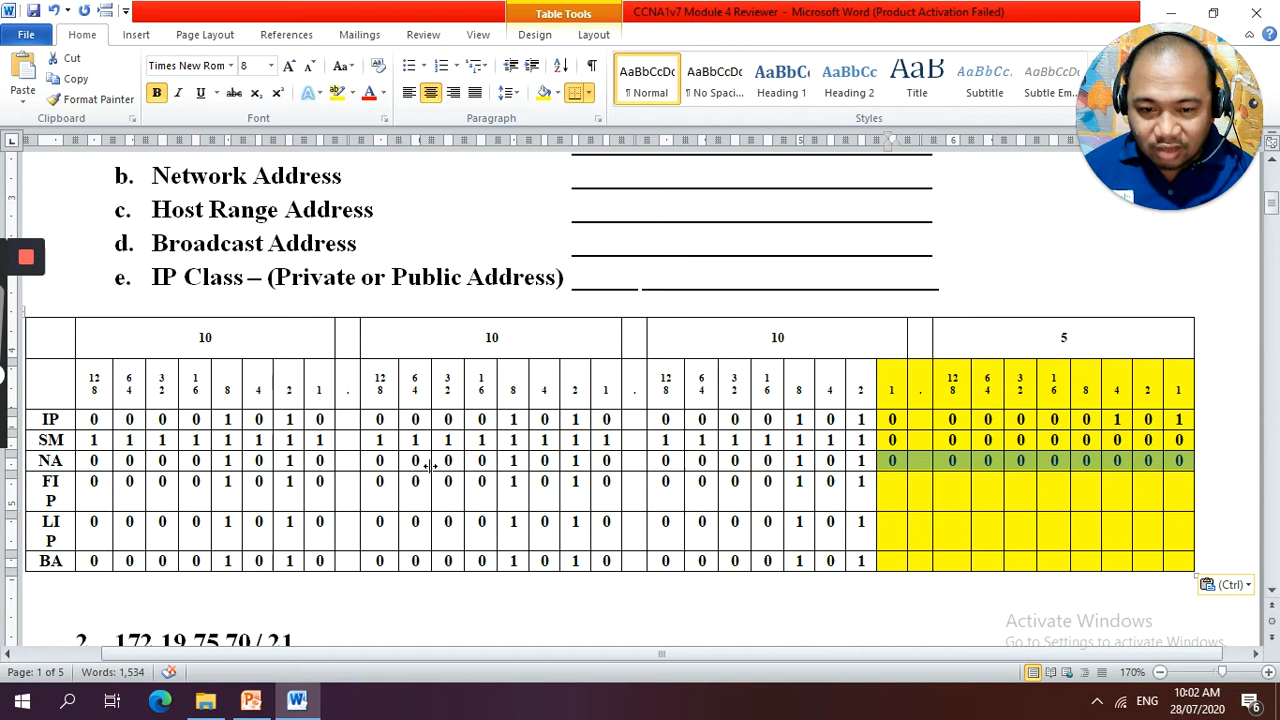 Table Tools
CCNA1v7 Module 4 Reviewer - Microsoft Word (Product Activation Failed)
File Home Insert Page Layout References Mailings Review View Design Layout
Paste
Cut
Copy
Format Painter
Clipboard
Times New Rom 8
Font
Paragraph
AaBbCcDc AaBbCcDc AaBbCc AaBbCc AaB AaBbCcD AaBbCcDc
¶ Normal ¶ No Spaci... Heading 1 Heading 2 Title Subtitle Subtle Em...
Styles
b. Network Address
c. Host Range Address
d. Broadcast Address
e. IP Class – (Private or Public Address)
10 10 10 5
128 64 32 16 8 4 2 1 . 128 64 32 16 8 4 2 1 . 128 64 32 16 8 4 2 1 . 128 64 32 16 8 4 2 1
IP 0 0 0 0 1 0 1 0 0 0 0 0 1 0 1 0 0 0 0 0 1 0 1 0 0 0 0 0 0 1 0 1
SM 1 1 1 1 1 1 1 1 1 1 1 1 1 1 1 1 1 1 1 1 1 1 1 0 0 0 0 0 0 0 0 0
NA 0 0 0 0 1 0 1 0 0 0 0 0 1 0 1 0 0 0 0 0 1 0 1 0 0 0 0 0 0 0 0 0
FIP 0 0 0 0 1 0 1 0 0 0 0 0 1 0 1 0 0 0 0 0 1 0 1
LIP 0 0 0 0 1 0 1 0 0 0 0 0 1 0 1 0 0 0 0 0 1 0 1
BA 0 0 0 0 1 0 1 0 0 0 0 0 1 0 1 0 0 0 0 0 1 0 1
(Ctrl)
2. 172.19.75.70 / 21
Activate Windows
Go to Settings to activate Windows.
Page: 1 of 5 Words: 1,534 170%
ENG
10:02 AM
28/07/2020
6